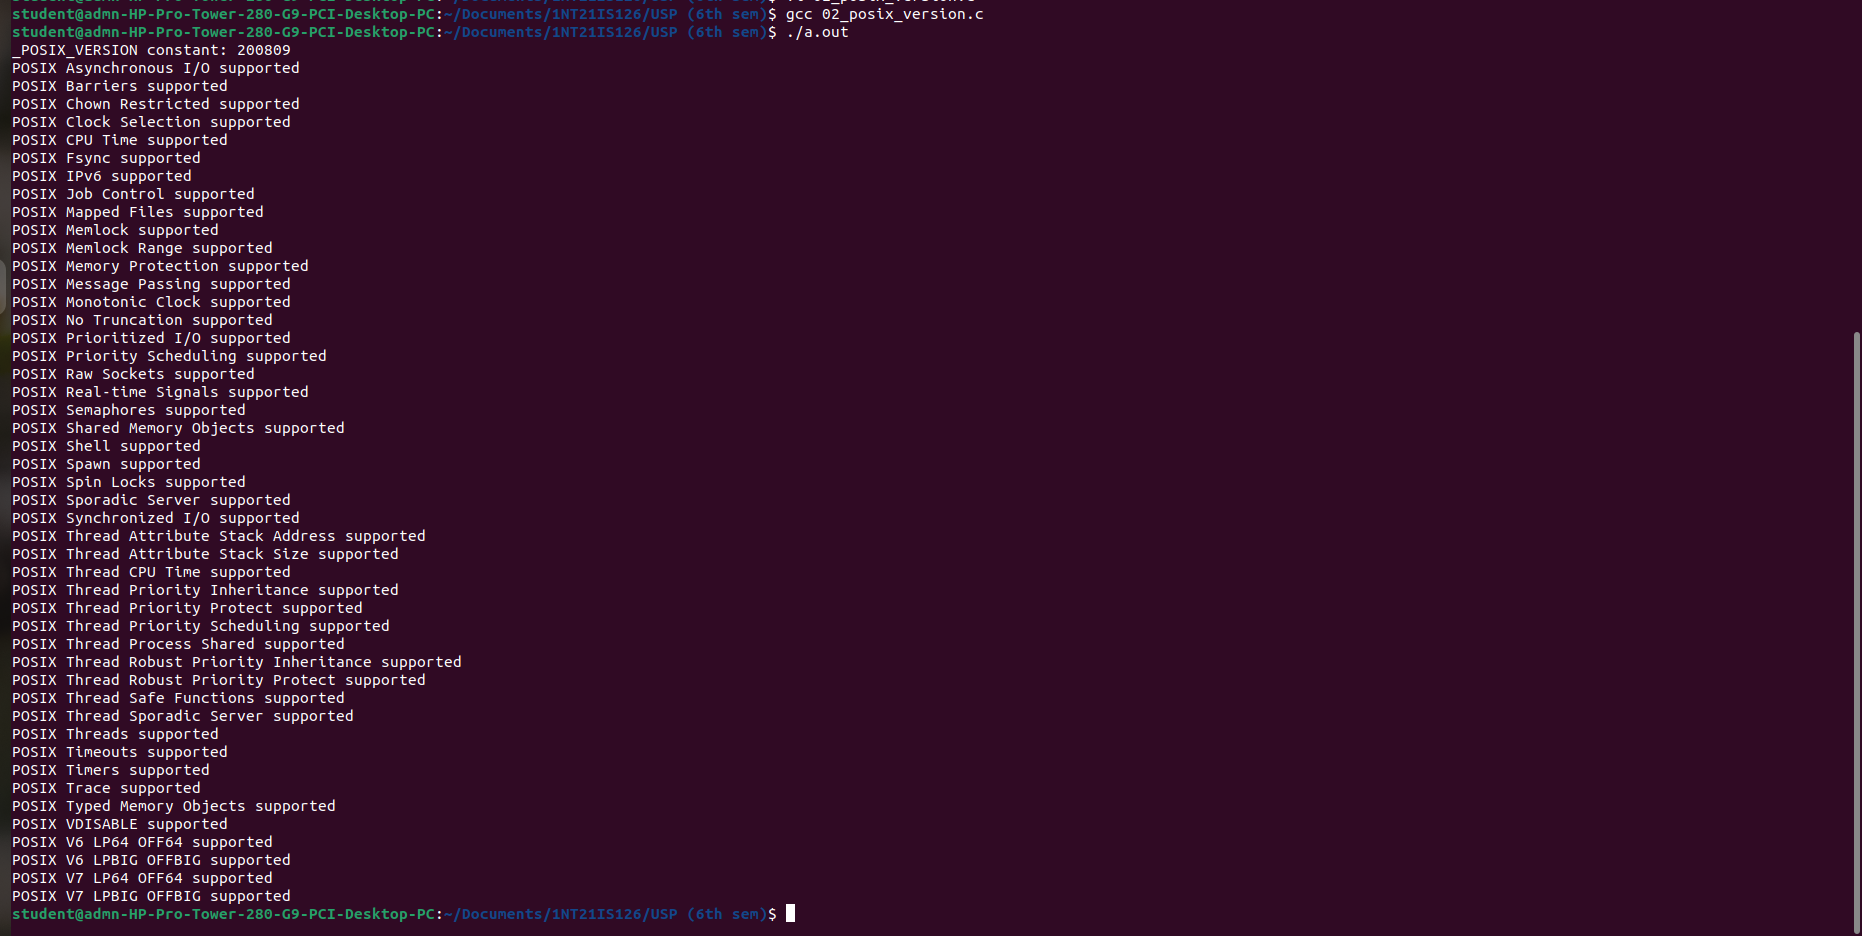 student@admn-HP-Pro-Tower-280-G9-PCI-Desktop-PC:~/Documents/1NT21IS126/USP (6th sem)$ gcc 02_posix_version.c
student@admn-HP-Pro-Tower-280-G9-PCI-Desktop-PC:~/Documents/1NT21IS126/USP (6th sem)$ ./a.out
_POSIX_VERSION constant: 200809
POSIX Asynchronous I/O supported
POSIX Barriers supported
POSIX Chown Restricted supported
POSIX Clock Selection supported
POSIX CPU Time supported
POSIX Fsync supported
POSIX IPv6 supported
POSIX Job Control supported
POSIX Mapped Files supported
POSIX Memlock supported
POSIX Memlock Range supported
POSIX Memory Protection supported
POSIX Message Passing supported
POSIX Monotonic Clock supported
POSIX No Truncation supported
POSIX Prioritized I/O supported
POSIX Priority Scheduling supported
POSIX Raw Sockets supported
POSIX Real-time Signals supported
POSIX Semaphores supported
POSIX Shared Memory Objects supported
POSIX Shell supported
POSIX Spawn supported
POSIX Spin Locks supported
POSIX Sporadic Server supported
POSIX Synchronized I/O supported
POSIX Thread Attribute Stack Address supported
POSIX Thread Attribute Stack Size supported
POSIX Thread CPU Time supported
POSIX Thread Priority Inheritance supported
POSIX Thread Priority Protect supported
POSIX Thread Priority Scheduling supported
POSIX Thread Process Shared supported
POSIX Thread Robust Priority Inheritance supported
POSIX Thread Robust Priority Protect supported
POSIX Thread Safe Functions supported
POSIX Thread Sporadic Server supported
POSIX Threads supported
POSIX Timeouts supported
POSIX Timers supported
POSIX Trace supported
POSIX Typed Memory Objects supported
POSIX VDISABLE supported
POSIX V6 LP64 OFF64 supported
POSIX V6 LPBIG OFFBIG supported
POSIX V7 LP64 OFF64 supported
POSIX V7 LPBIG OFFBIG supported
student@admn-HP-Pro-Tower-280-G9-PCI-Desktop-PC:~/Documents/1NT21IS126/USP (6th sem)$